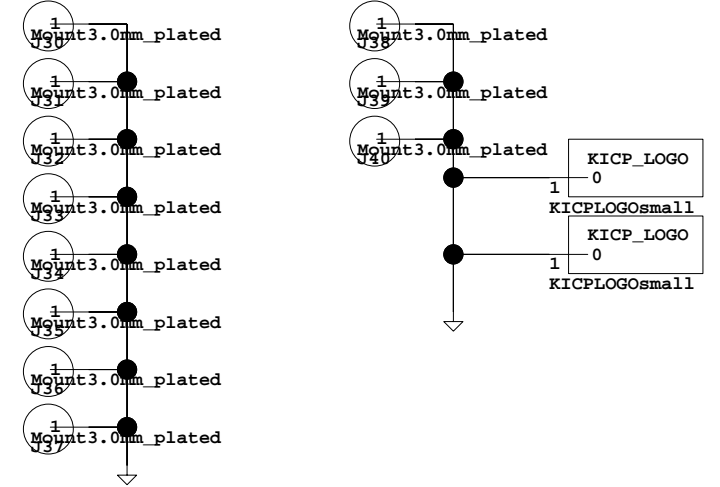 1
Mount3.0mm_plated
J30
1
Mount3.0mm_plated
J31
1
Mount3.0mm_plated
J32
1
Mount3.0mm_plated
J33
1
Mount3.0mm_plated
J34
1
Mount3.0mm_plated
J35
1
Mount3.0mm_plated
J36
1
Mount3.0mm_plated
J37
1
Mount3.0mm_plated
J38
1
Mount3.0mm_plated
J39
1
Mount3.0mm_plated
J40
KICP_LOGO
0
1
KICPLOGOsmall
KICP_LOGO
0
1
KICPLOGOsmall